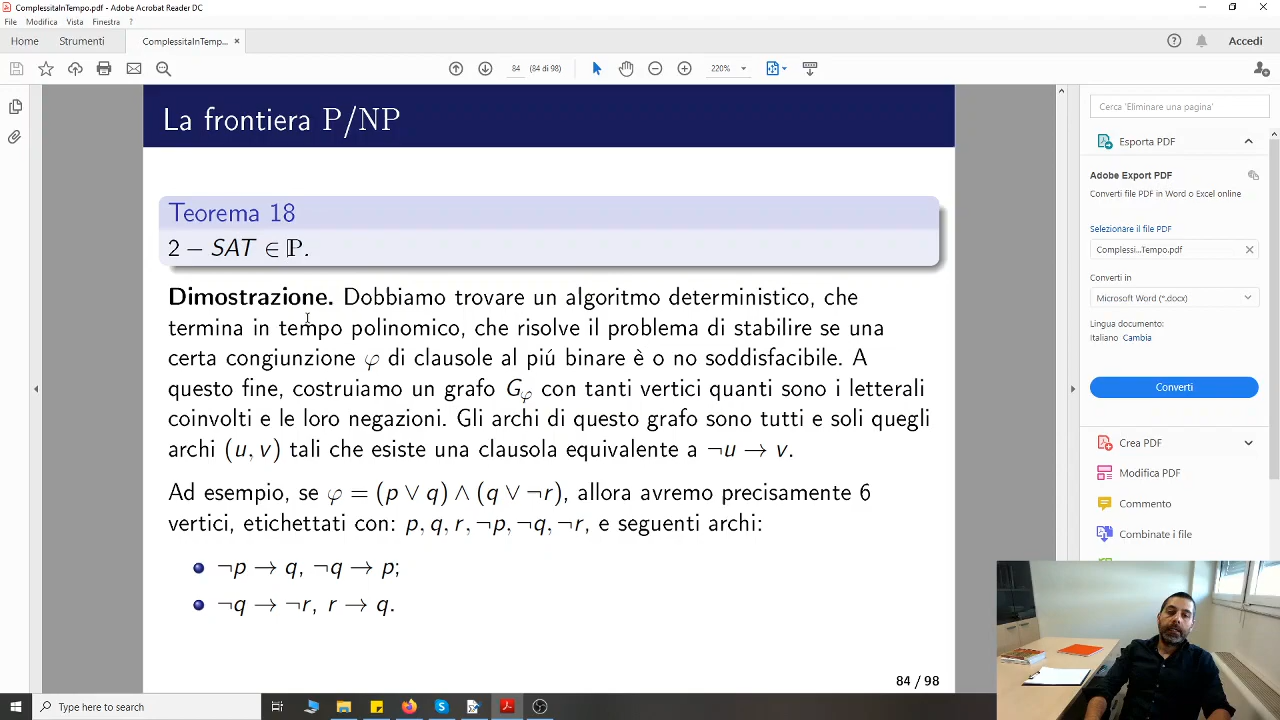 ComplessitaInTempo.pdf - Adobe Acrobat Reader DC
File Modifica Vista Finestra ?
Home Strumenti ComplessitaInTemp... × Accedi
84 (84 di 98) 220%
La frontiera P/NP
Teorema 18
2 − SAT ∈ ℙ.
Dimostrazione. Dobbiamo trovare un algoritmo deterministico, che
termina in tempo polinomico, che risolve il problema di stabilire se una
certa congiunzione φ di clausole al piú binare è o no soddisfacibile. A
questo fine, costruiamo un grafo Gφ con tanti vertici quanti sono i letterali
coinvolti e le loro negazioni. Gli archi di questo grafo sono tutti e soli quegli
archi (u, v) tali che esiste una clausola equivalente a ¬u → v.
Ad esempio, se φ = (p ∨ q) ∧ (q ∨ ¬r), allora avremo precisamente 6
vertici, etichettati con: p, q, r, ¬p, ¬q, ¬r, e seguenti archi:
¬p → q, ¬q → p;
¬q → ¬r, r → q.
84 / 98
Cerca 'Eliminare una pagina'
Esporta PDF
Adobe Export PDF
Converti file PDF in Word o Excel online
Selezionare il file PDF
Complessi...Tempo.pdf
Converti in
Microsoft Word (*.docx)
Lingua documento:
Italiano Cambia
Converti
Crea PDF
Modifica PDF
Commento
Combinate i file
Type here to search